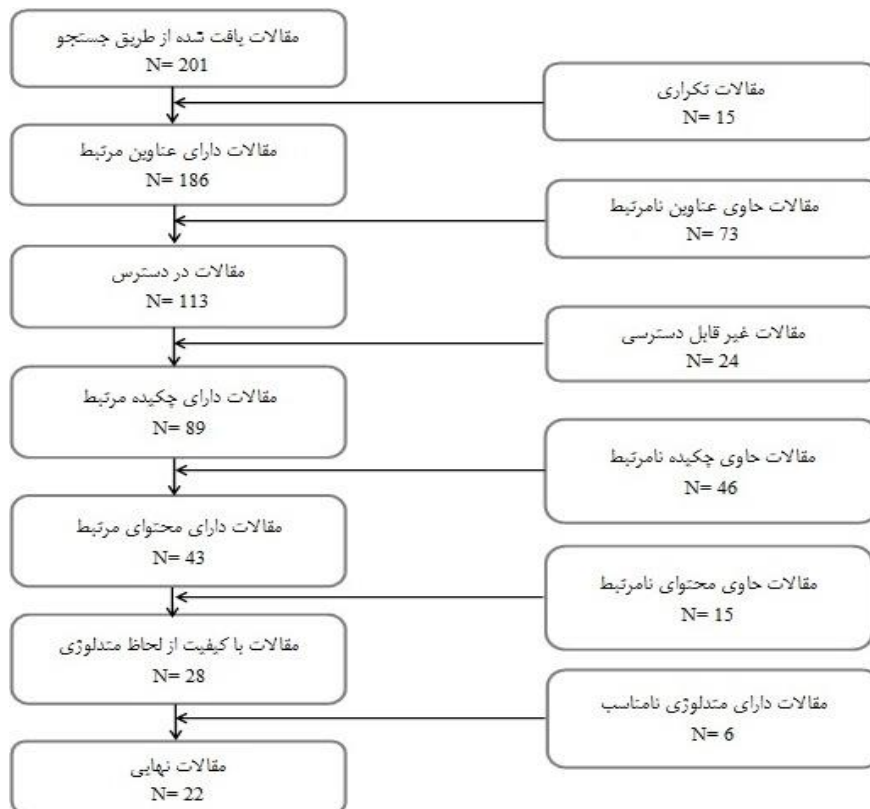 مقالات یافت شده از طریق جستجو
N= 201
مقالات تکراری
N= 15
مقالات دارای عناوین مرتبط
N= 186
مقالات حاوی عناوین نامرتبط
N= 73
مقالات در دسترس
N= 113
مقالات غیر قابل دسترسی
N= 24
مقالات دارای چکیده مرتبط
N= 89
مقالات حاوی چکیده نامرتبط
N= 46
مقالات دارای محتوای مرتبط
N= 43
مقالات حاوی محتوای نامرتبط
N= 15
مقالات با کیفیت از لحاظ متدلوژی
N= 28
مقالات دارای متدلوژی نامناسب
N= 6
مقالات نهایی
N= 22